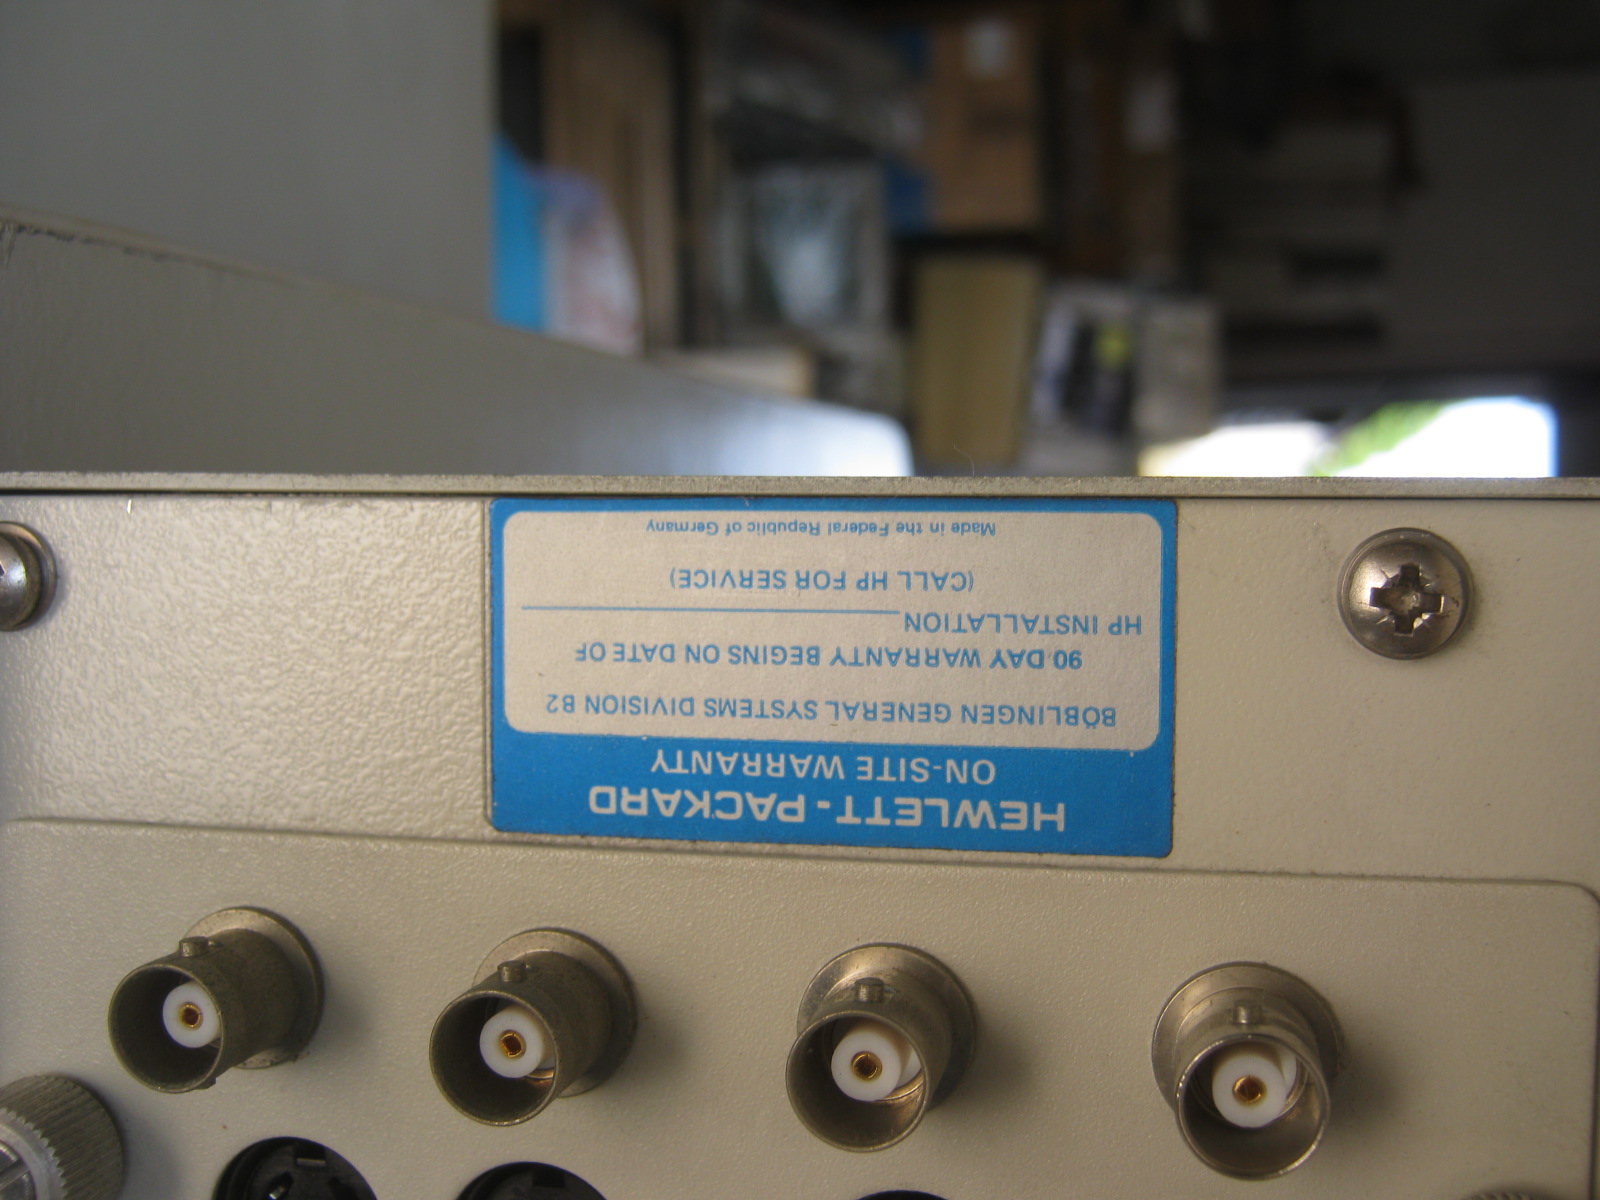 HEWLETT-PACKARD
ON-SITE WARRANTY
BÖBLINGEN GENERAL SYSTEMS DIVISION B2
90 DAY WARRANTY BEGINS ON DATE OF
HP INSTALLATION
(CALL HP FOR SERVICE)
Made in the Federal Republic of Germany